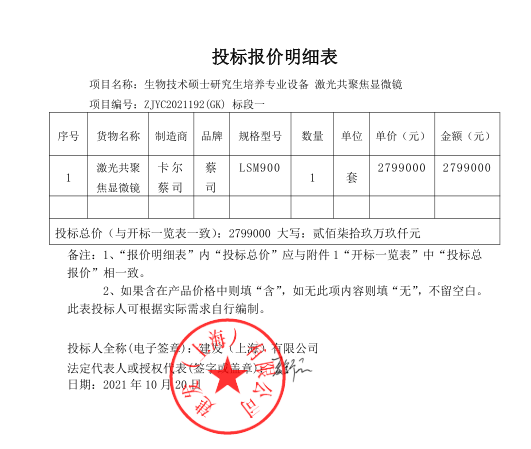 投标报价明细表
项目名称：生物技术硕士研究生培养专业设备 激光共聚焦显微镜
项目编号：ZJYC2021192(GK) 标段一
序号 货物名称 制造商 品牌 规格型号 数量 单位 单价（元） 金额（元）
1 激光共聚焦显微镜 卡尔蔡司 蔡司 LSM900 1 套 2799000 2799000
投标总价（与开标一览表一致）：2799000 大写：贰佰柒拾玖万玖仟元
备注：1、“报价明细表”内“投标总价”应与附件1“开标一览表”中“投标总
报价”相一致。
2、如果含在产品价格中则填“含”，如无此项内容则填“无”，不留空白。
此表投标人可根据实际需求自行编制。
投标人全称(电子签章)：建发（上海）有限公司
法定代表人或授权代表(签字或盖章)：
日期：2021 年 10 月 20 日
建发（上海）有限公司